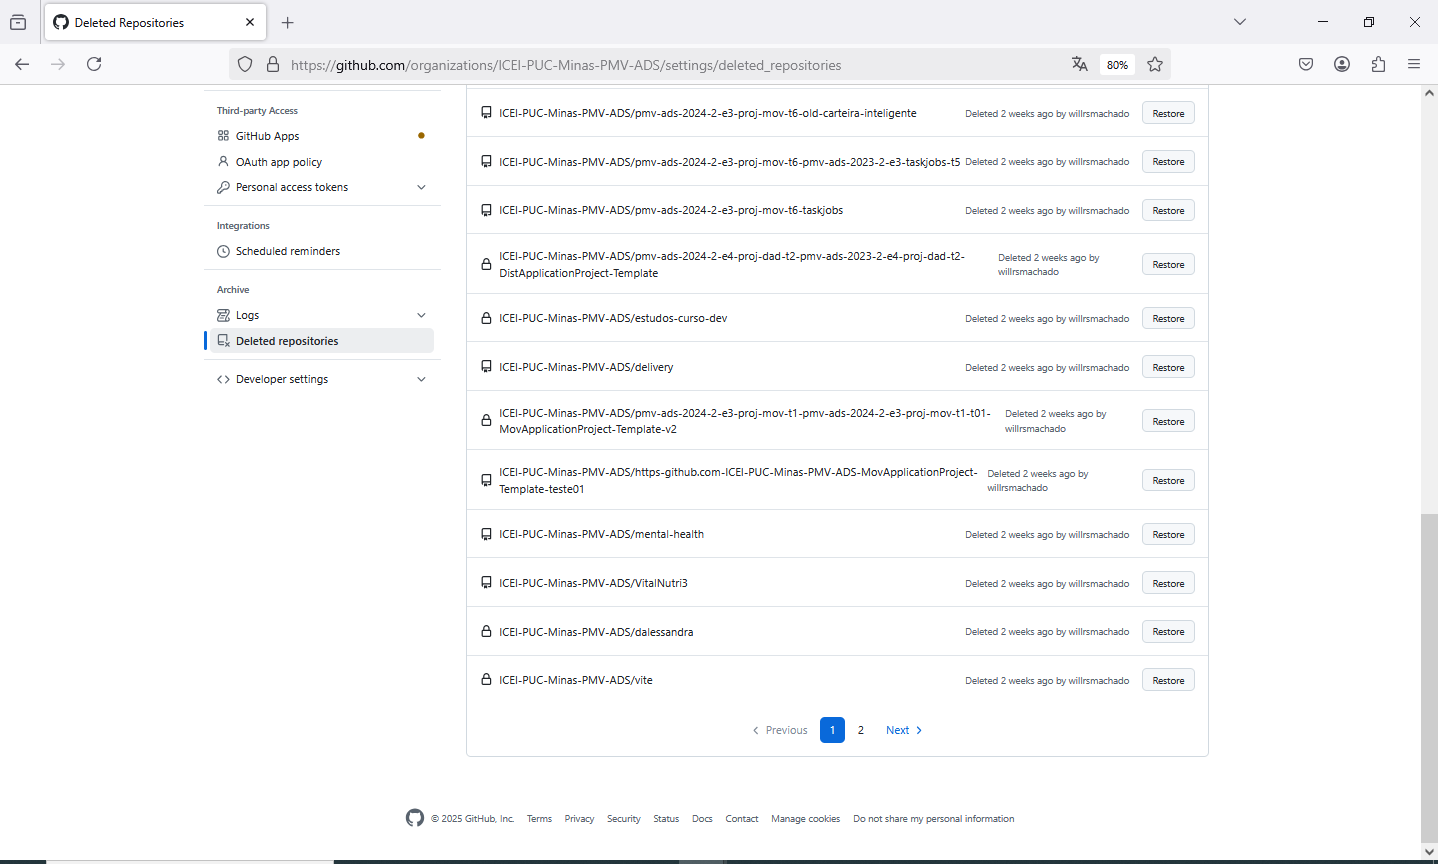 Deleted Repositories
https://github.com/organizations/ICEI-PUC-Minas-PMV-ADS/settings/deleted_repositories
80%
Third-party Access
GitHub Apps
OAuth app policy
Personal access tokens
Integrations
Scheduled reminders
Archive
Logs
Deleted repositories
Developer settings
ICEI-PUC-Minas-PMV-ADS/pmv-ads-2024-2-e3-proj-mov-t6-old-carteira-inteligente
Deleted 2 weeks ago by willrsmachado
Restore
ICEI-PUC-Minas-PMV-ADS/pmv-ads-2024-2-e3-proj-mov-t6-pmv-ads-2023-2-e3-taskjobs-t5
Deleted 2 weeks ago by willrsmachado
Restore
ICEI-PUC-Minas-PMV-ADS/pmv-ads-2024-2-e3-proj-mov-t6-taskjobs
Deleted 2 weeks ago by willrsmachado
Restore
ICEI-PUC-Minas-PMV-ADS/pmv-ads-2024-2-e4-proj-dad-t2-pmv-ads-2023-2-e4-proj-dad-t2-
DistApplicationProject-Template
Deleted 2 weeks ago by
willrsmachado
Restore
ICEI-PUC-Minas-PMV-ADS/estudos-curso-dev
Deleted 2 weeks ago by willrsmachado
Restore
ICEI-PUC-Minas-PMV-ADS/delivery
Deleted 2 weeks ago by willrsmachado
Restore
ICEI-PUC-Minas-PMV-ADS/pmv-ads-2024-2-e3-proj-mov-t1-pmv-ads-2024-2-e3-proj-mov-t1-t01-
MovApplicationProject-Template-v2
Deleted 2 weeks ago by
willrsmachado
Restore
ICEI-PUC-Minas-PMV-ADS/https-github.com-ICEI-PUC-Minas-PMV-ADS-MovApplicationProject-
Template-teste01
Deleted 2 weeks ago by
willrsmachado
Restore
ICEI-PUC-Minas-PMV-ADS/mental-health
Deleted 2 weeks ago by willrsmachado
Restore
ICEI-PUC-Minas-PMV-ADS/VitalNutri3
Deleted 2 weeks ago by willrsmachado
Restore
ICEI-PUC-Minas-PMV-ADS/dalessandra
Deleted 2 weeks ago by willrsmachado
Restore
ICEI-PUC-Minas-PMV-ADS/vite
Deleted 2 weeks ago by willrsmachado
Restore
Previous 1 2 Next
© 2025 GitHub, Inc. Terms Privacy Security Status Docs Contact Manage cookies Do not share my personal information